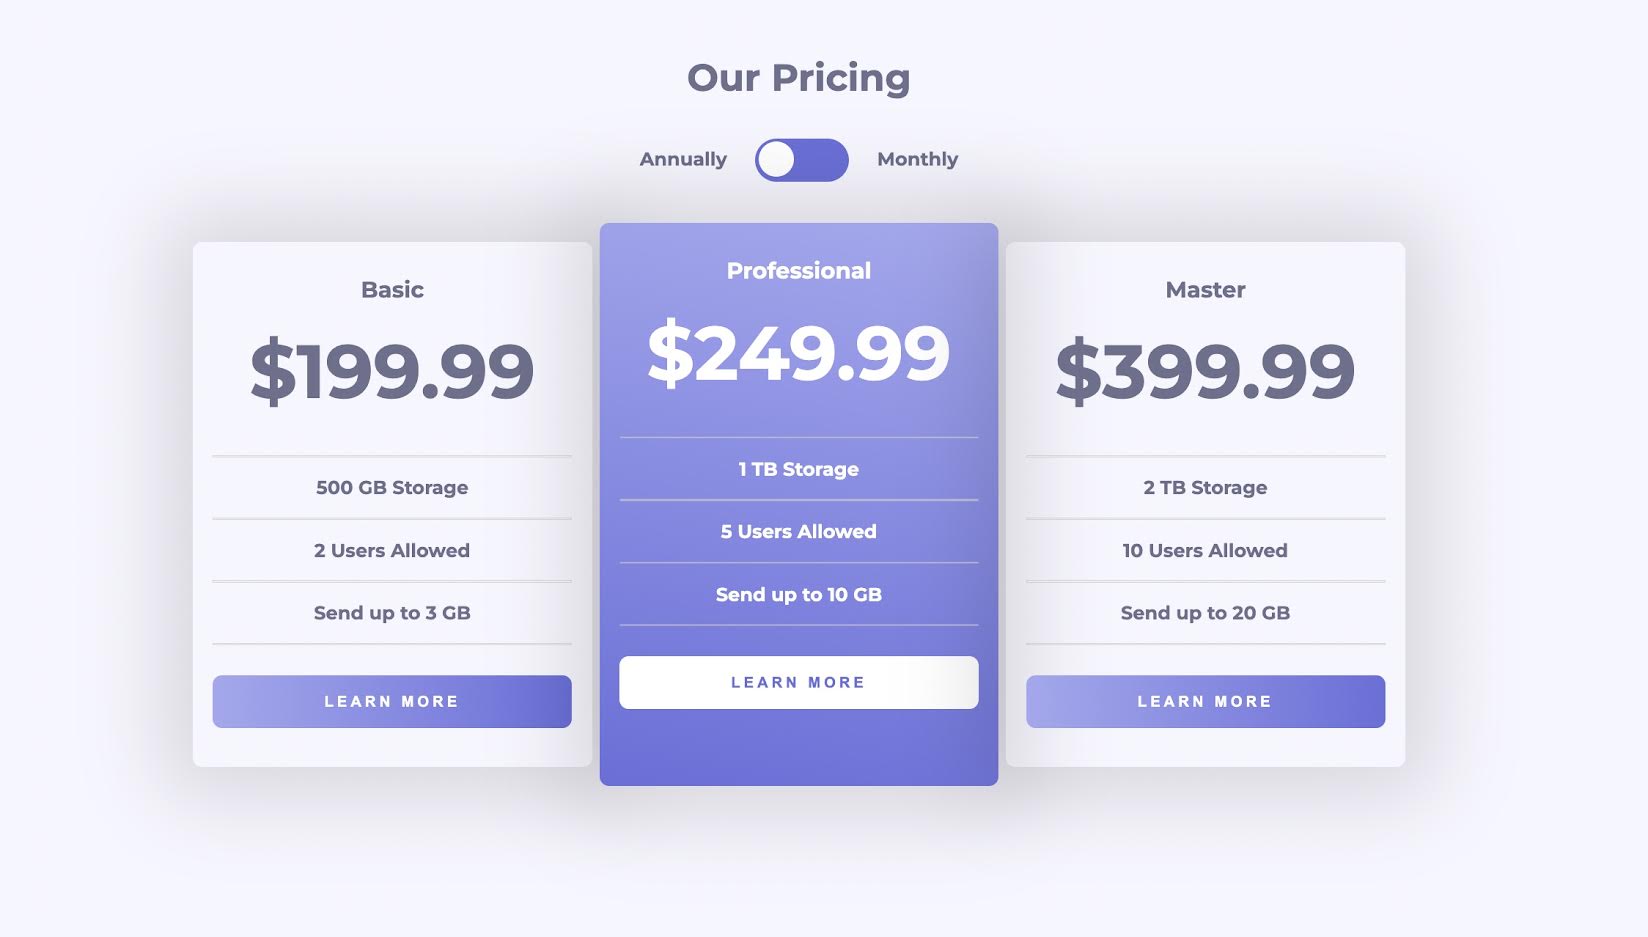 Our Pricing
Annually
Monthly
Basic
$199.99
500 GB Storage
2 Users Allowed
Send up to 3 GB
LEARN MORE
Professional
$249.99
1 TB Storage
5 Users Allowed
Send up to 10 GB
LEARN MORE
Master
$399.99
2 TB Storage
10 Users Allowed
Send up to 20 GB
LEARN MORE